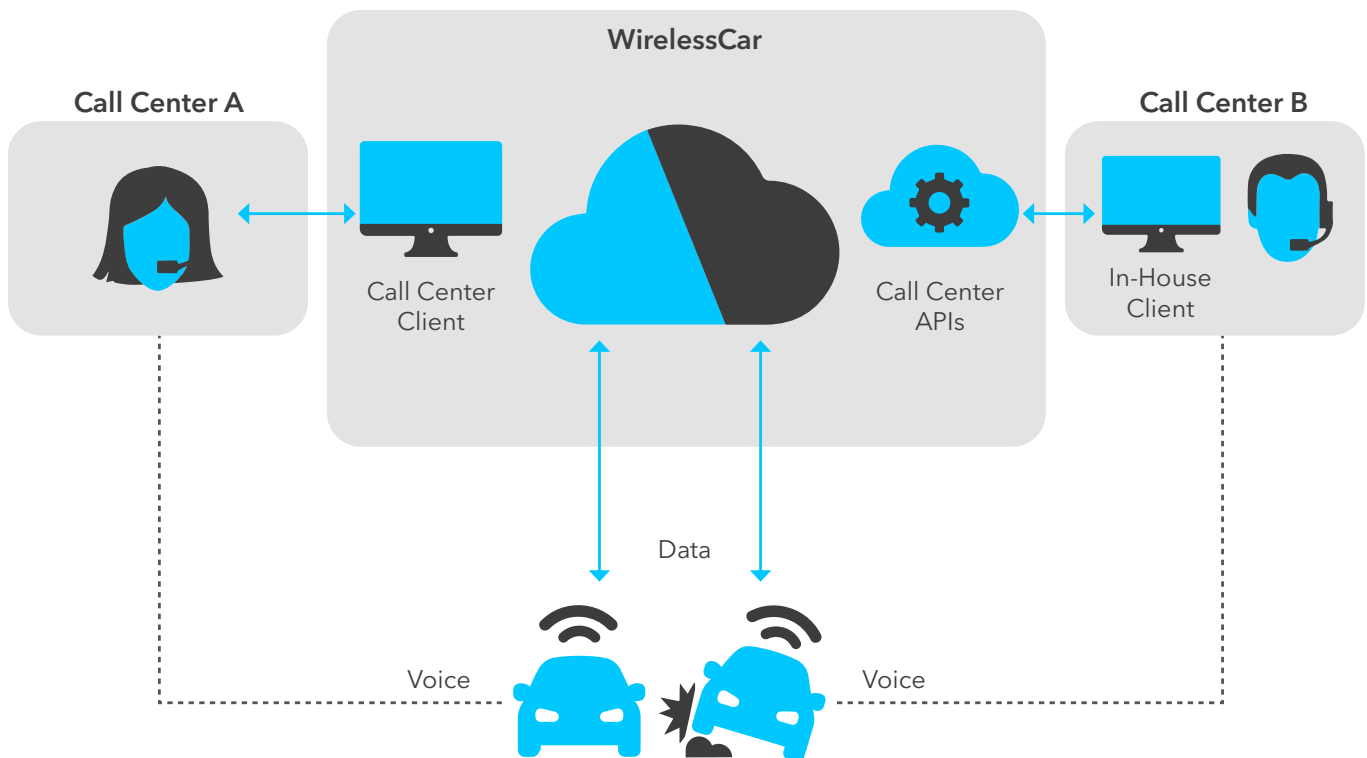 WirelessCar
Call Center A
Call Center B
Call Center
Client
Call Center
APIs
In-House
Client
Data
Voice
Voice